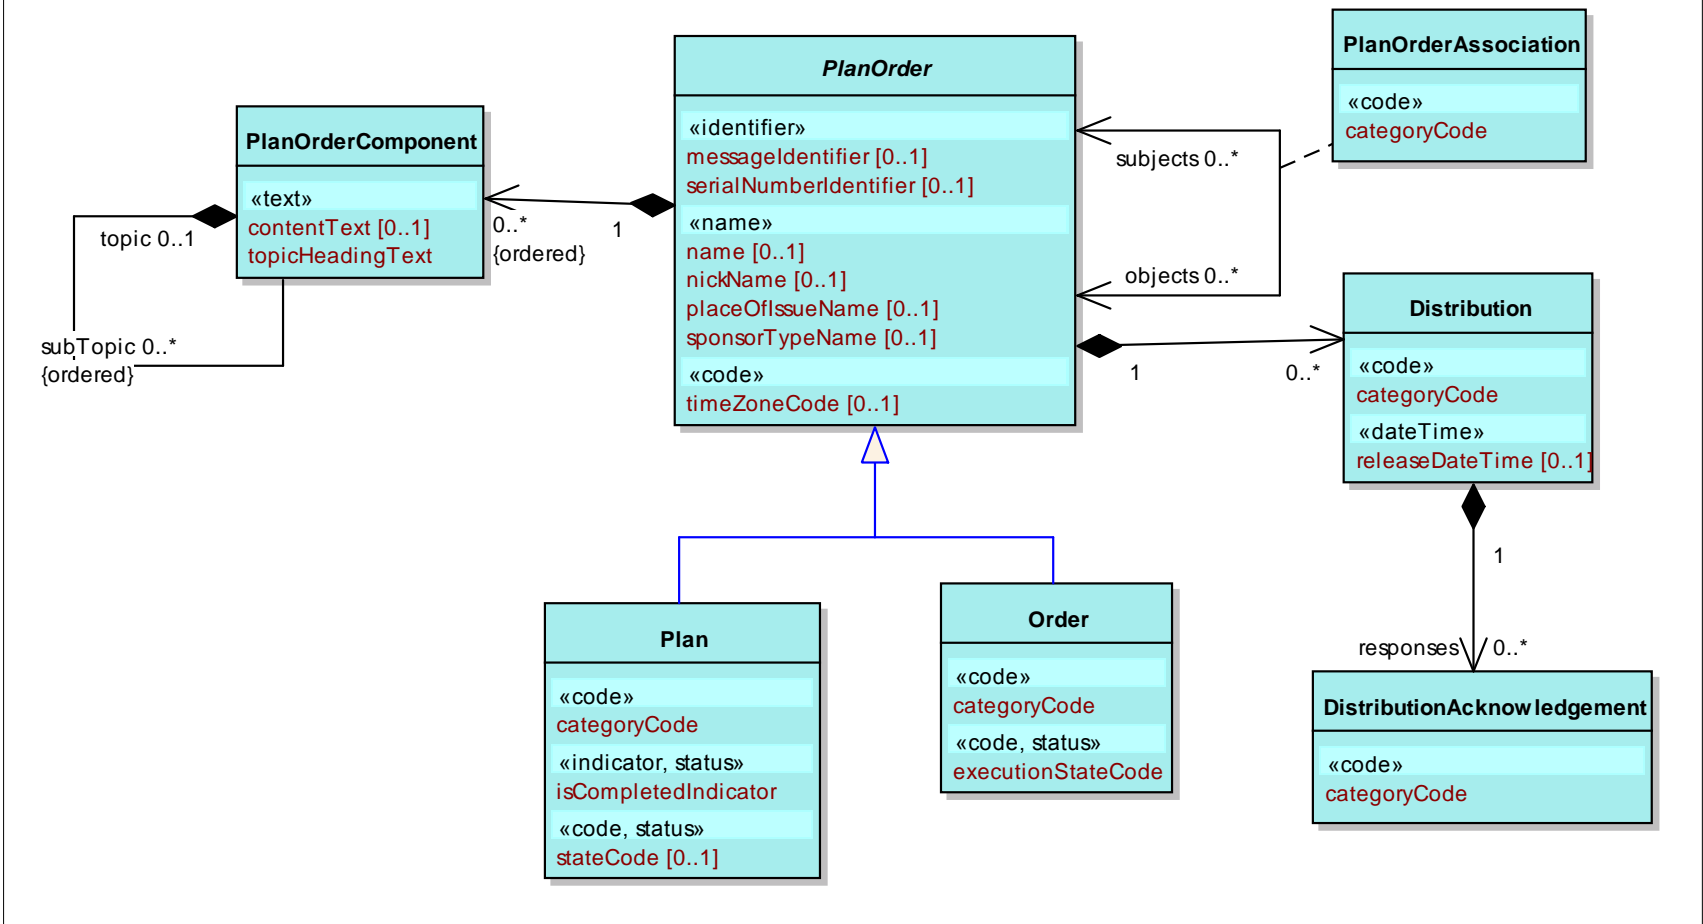 PlanOrderAssociation
«code»
categoryCode
PlanOrder
«identifier»
messageIdentifier [0..1]
serialNumberIdentifier [0..1]
«name»
name [0..1]
nickName [0..1]
placeOfIssueName [0..1]
sponsorTypeName [0..1]
«code»
timeZoneCode [0..1]
PlanOrderComponent
«text»
contentText [0..1]
topicHeadingText
topic 0..1
subTopic 0..*
{ordered}
0..*
{ordered}
1
subjects 0..*
objects 0..*
1
0..*
Distribution
«code»
categoryCode
«dateTime»
releaseDateTime [0..1]
1
responses
0..*
DistributionAcknowledgement
«code»
categoryCode
Plan
«code»
categoryCode
«indicator, status»
isCompletedIndicator
«code, status»
stateCode [0..1]
Order
«code»
categoryCode
«code, status»
executionStateCode